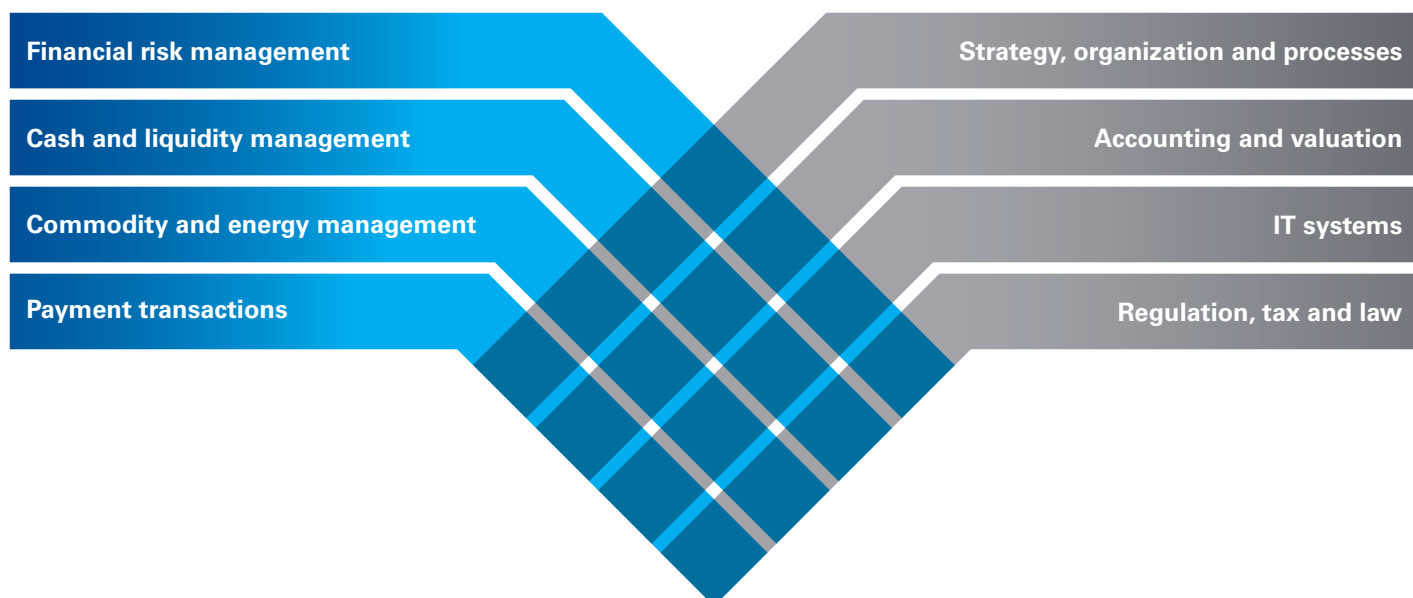 Financial risk management
Cash and liquidity management
Commodity and energy management
Payment transactions
Strategy, organization and processes
Accounting and valuation
IT systems
Regulation, tax and law